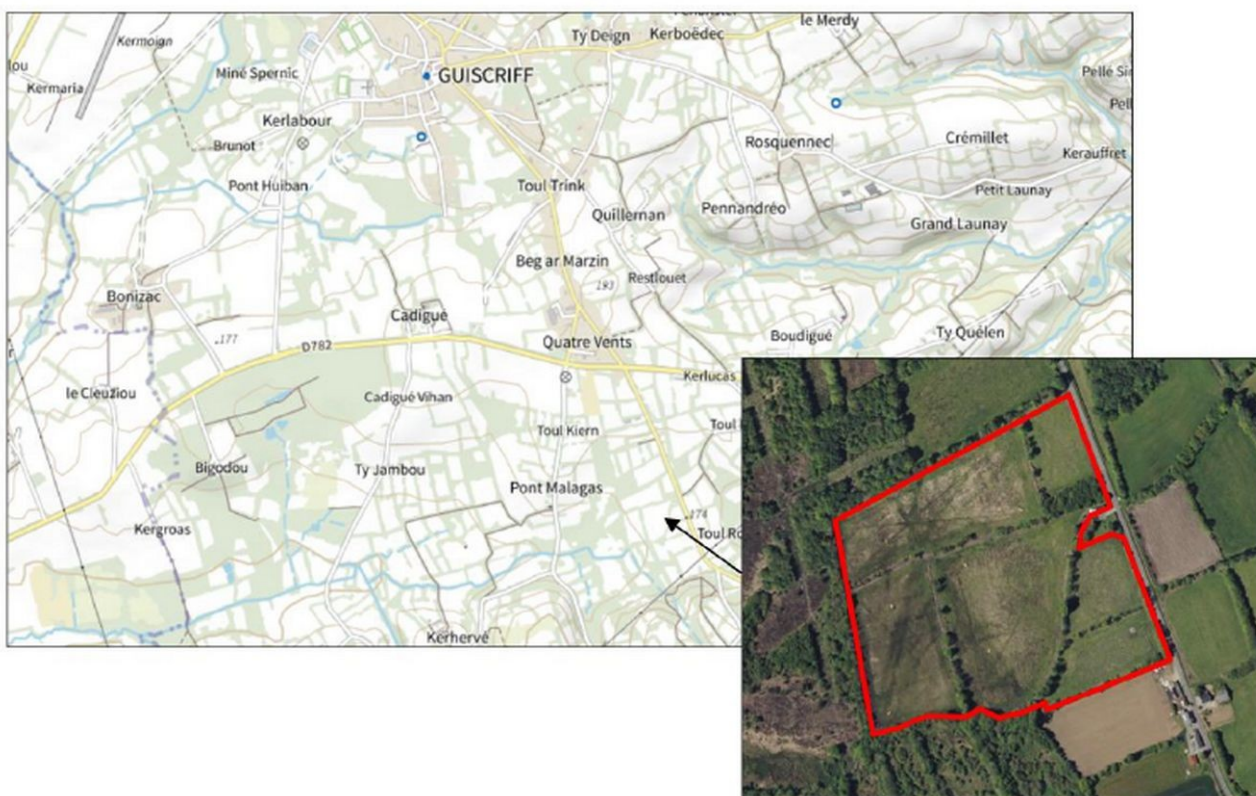 le Merdy
Kermoign
Ty Deign
Kerboëdec
lou
Miné Spernic
GUISCRIFF
Pelle
Kermaria
Kerlabour
Brunot
Rosquennec
Crémillet
Kerauffret
Pont Huiban
Toul Trink
Petit Launay
Quillernan
Pennandréo
Grand Launay
Beg ar Marzin
Restlouet
193
Bonizac
Cadigué
Boudigué
Ty Quélen
.177
D782
Quatre Vents
Kerlucas
le Cleuziou
Cadigué Vihan
Toul
Toul Kiern
Bigodou
Ty Jambou
Pont Malagas
.174
Kergroas
Toul
Kerhervé